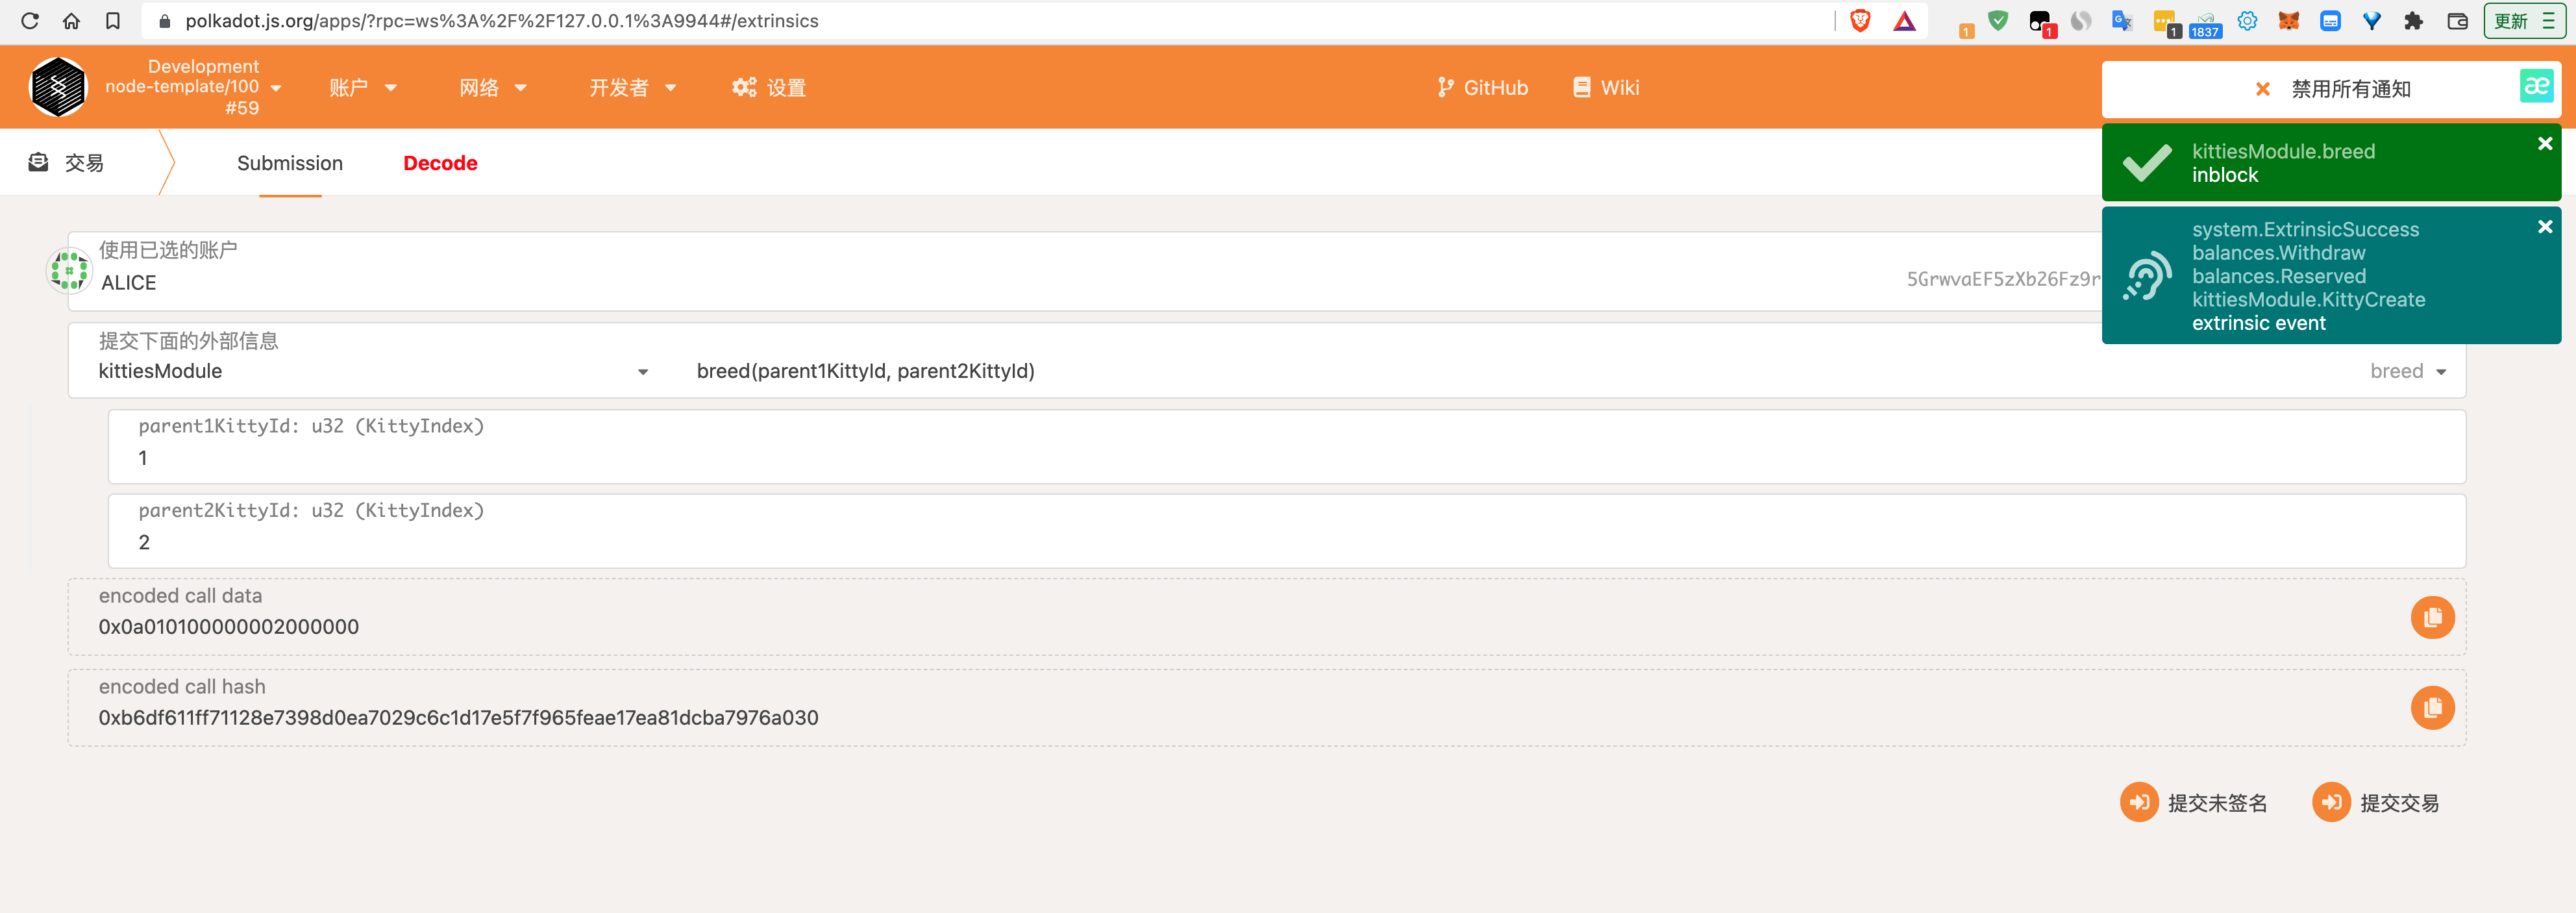 polkadot.js.org/apps/?rpc=ws%3A%2F%2F127.0.0.1%3A9944#/extrinsics
1
1
1
1837
更新
Development
node-template/100
#59
账户
网络
开发者
设置
GitHub
Wiki
禁用所有通知
æ
交易
Submission
Decode
kittiesModule.breed
inblock
system.ExtrinsicSuccess
balances.Withdraw
balances.Reserved
kittiesModule.KittyCreate
extrinsic event
使用已选的账户
ALICE
5GrwvaEF5zXb26Fz9r
提交下面的外部信息
kittiesModule
breed(parent1KittyId, parent2KittyId)
breed
parent1KittyId: u32 (KittyIndex)
1
parent2KittyId: u32 (KittyIndex)
2
encoded call data
0x0a010100000002000000
encoded call hash
0xb6df611ff71128e7398d0ea7029c6c1d17e5f7f965feae17ea81dcba7976a030
提交未签名
提交交易